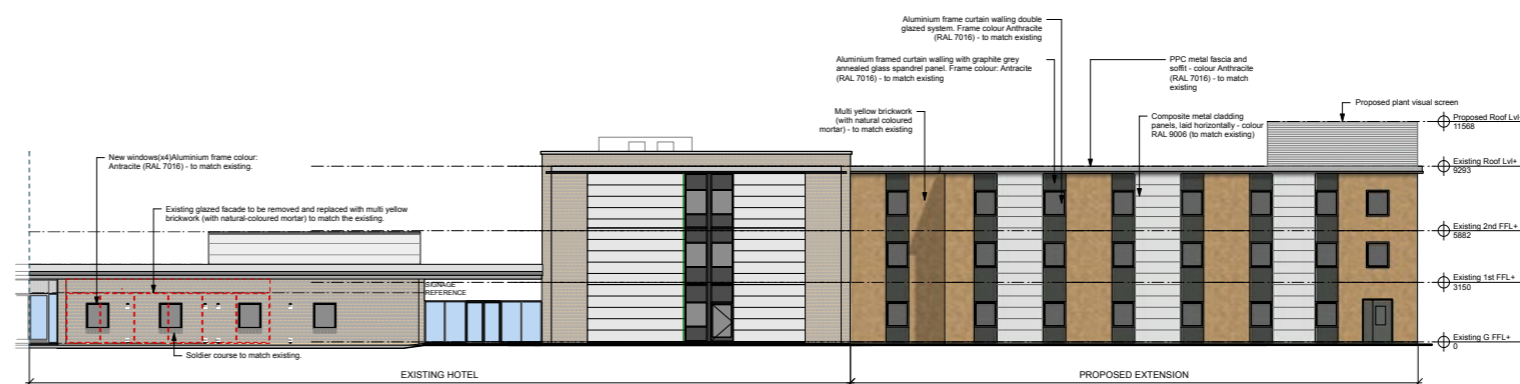 Aluminium frame curtain walling double
glazed system. Frame colour Anthracite
(RAL 7016) - to match existing
Aluminium framed curtain walling with graphite grey
annealed glass spandrel panel. Frame colour: Antracite
(RAL 7016) - to match existing
PPC metal fascia and
soffit - colour Anthracite
(RAL 7016) - to match
existing
Multi yellow brickwork
(with natural coloured
mortar) - to match existing
Composite metal cladding
panels, laid horizontally - colour
RAL 9006 (to match existing)
Proposed plant visual screen
Proposed Roof Lvl+
11568
Existing Roof Lvl+
9293
New windows(x4)Aluminium frame colour:
Antracite (RAL 7016) - to match existing.
Existing glazed facade to be removed and replaced with multi yellow
brickwork (with natural-coloured mortar) to match the existing.
Existing 2nd FFL+
5882
SIGNAGE
REFERENCE
Existing 1st FFL+
3150
Soldier course to match existing.
Existing G FFL+
0
EXISTING HOTEL
PROPOSED EXTENSION